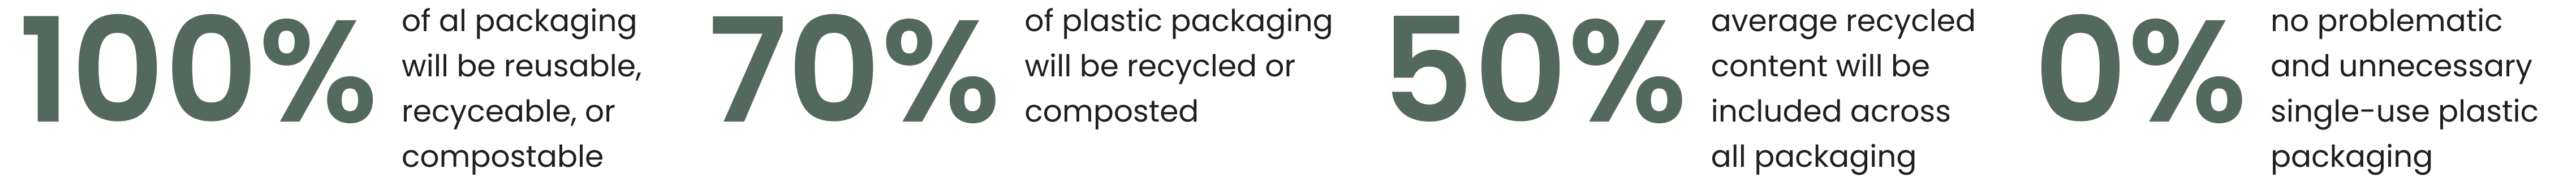 100%
of al packaging
will be reusable,
recyceable, or
compostable
70%
of plastic packaging
will be recycled or
composted
50%
average recycled
content will be
included across
all packaging
0%
no problematic
and unnecessary
single-use plastic
packaging